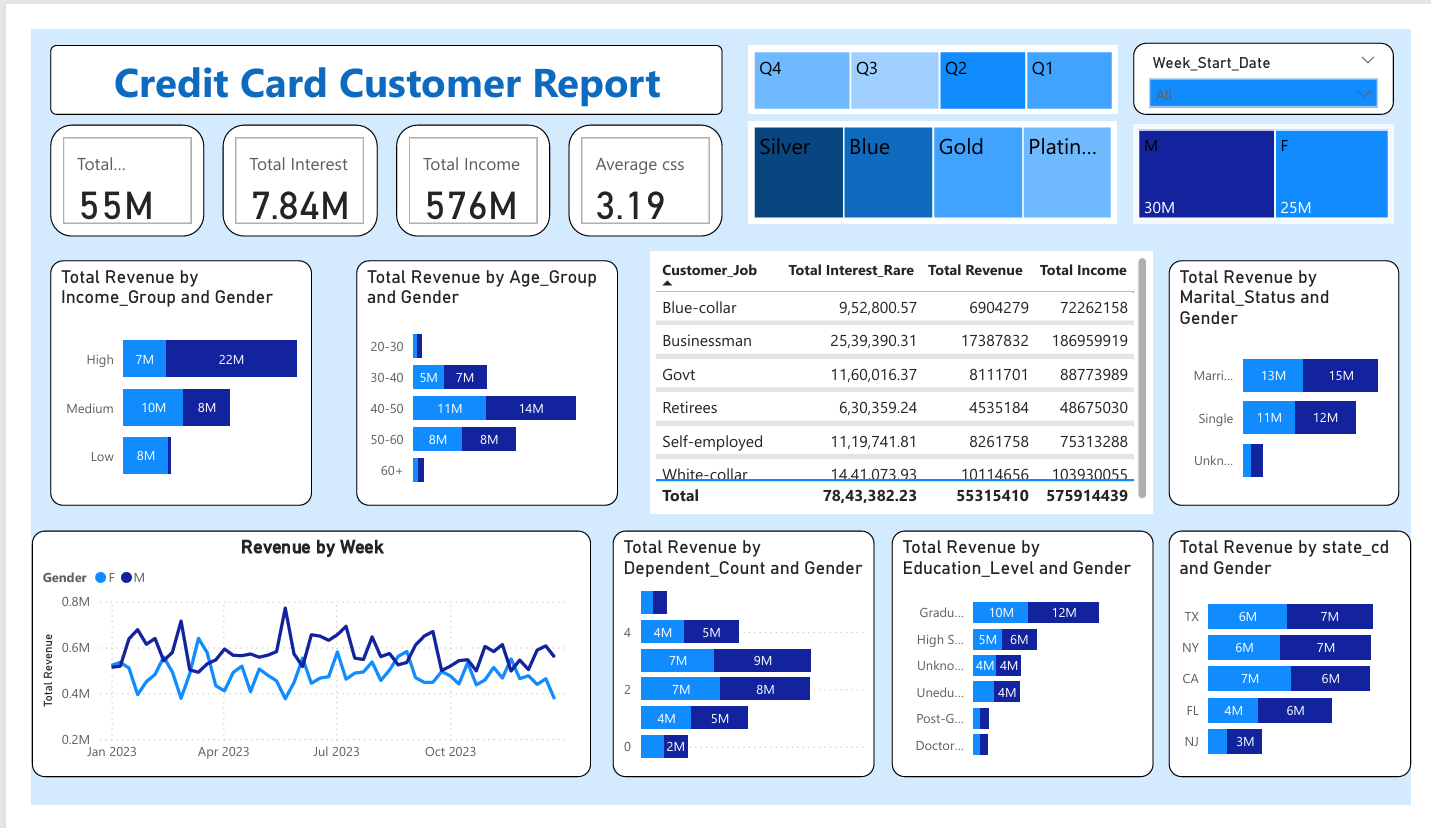 Credit Card Customer Report
Q4
Q3
Q2
Q1
Week_Start_Date
All
Total...
55M
Total Interest
7.84M
Total Income
576M
Average css
3.19
Silver
Blue
Gold
Platin...
M
30M
F
25M
Total Revenue by
Income_Group and Gender
High
7M
22M
Medium
10M
8M
Low
8M
Total Revenue by Age_Group
and Gender
20-30
30-40
5M
7M
40-50
11M
14M
50-60
8M
8M
60+
Customer_Job Total Interest_Rare Total Revenue Total Income
Blue-collar 9,52,800.57 6904279 72262158
Businessman 25,39,390.31 17387832 186959919
Govt 11,60,016.37 8111701 88773989
Retirees 6,30,359.24 4535184 48675030
Self-employed 11,19,741.81 8261758 75313288
White-collar 14,41,073.93 10114656 103930055
Total 78,43,382.23 55315410 575914439
Total Revenue by
Marital_Status and
Gender
Marri...
13M
15M
Single
11M
12M
Unkn...
Revenue by Week
Gender F M
Total Revenue
0.8M
0.6M
0.4M
0.2M
Jan 2023
Apr 2023
Jul 2023
Oct 2023
Total Revenue by
Dependent_Count and Gender
4
4M
5M
7M
9M
2
7M
8M
4M
5M
0
2M
Total Revenue by
Education_Level and Gender
Gradu...
10M
12M
High S...
5M
6M
Unkno...
4M
4M
Unedu...
4M
Post-G...
Doctor...
Total Revenue by state_cd
and Gender
TX
6M
7M
NY
6M
7M
CA
7M
6M
FL
4M
6M
NJ
3M